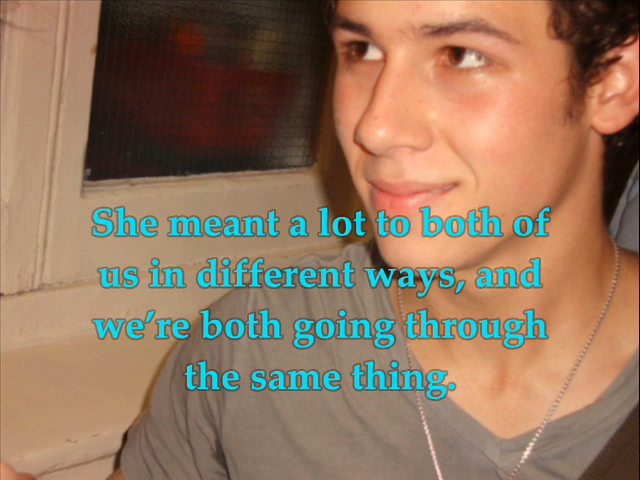 She meant a lot to both of
us in different ways, and
we’re both going through
the same thing.